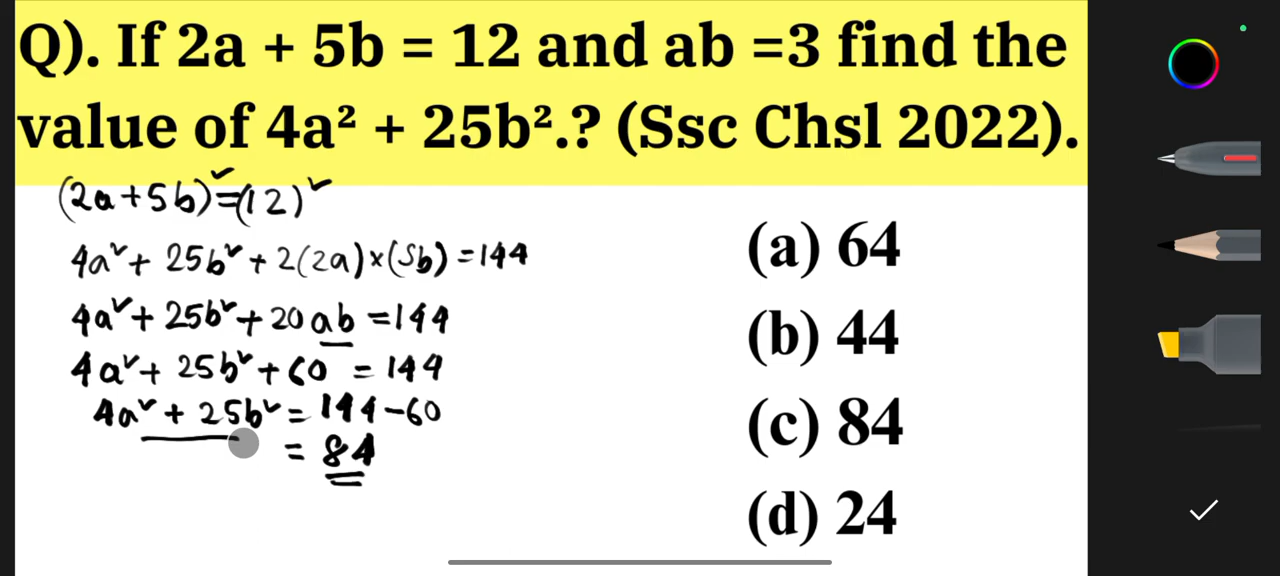 Q). If 2a + 5b = 12 and ab =3 find the
value of 4a² + 25b².? (Ssc Chsl 2022).
(2a+5b)²=(12)²
4a²+ 25b²+2(2a)×(5b)=144
4a²+ 25b²+20ab=144
4a²+ 25b²+60 = 144
4a² + 25b² = 144-60
= 84
(a) 64
(b) 44
(c) 84
(d) 24